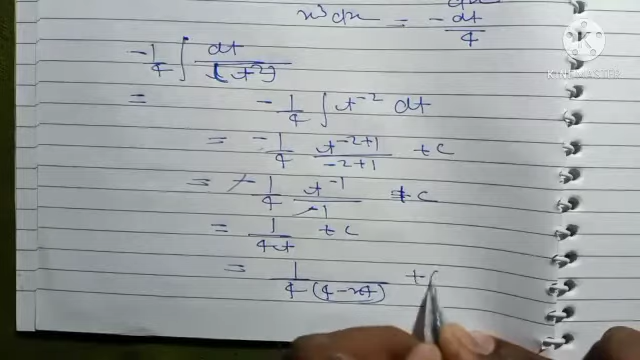 x³dx = -dt/4
-1/4 ∫ dt/(t²)
= -1/4 ∫ t⁻² dt
= -1/4 t⁻²⁺¹/-2+1 +c
= -1/4 t⁻¹/-1 +c
= 1/4t +c
= 1/4(4-x⁴) +c
K
KINEMASTER